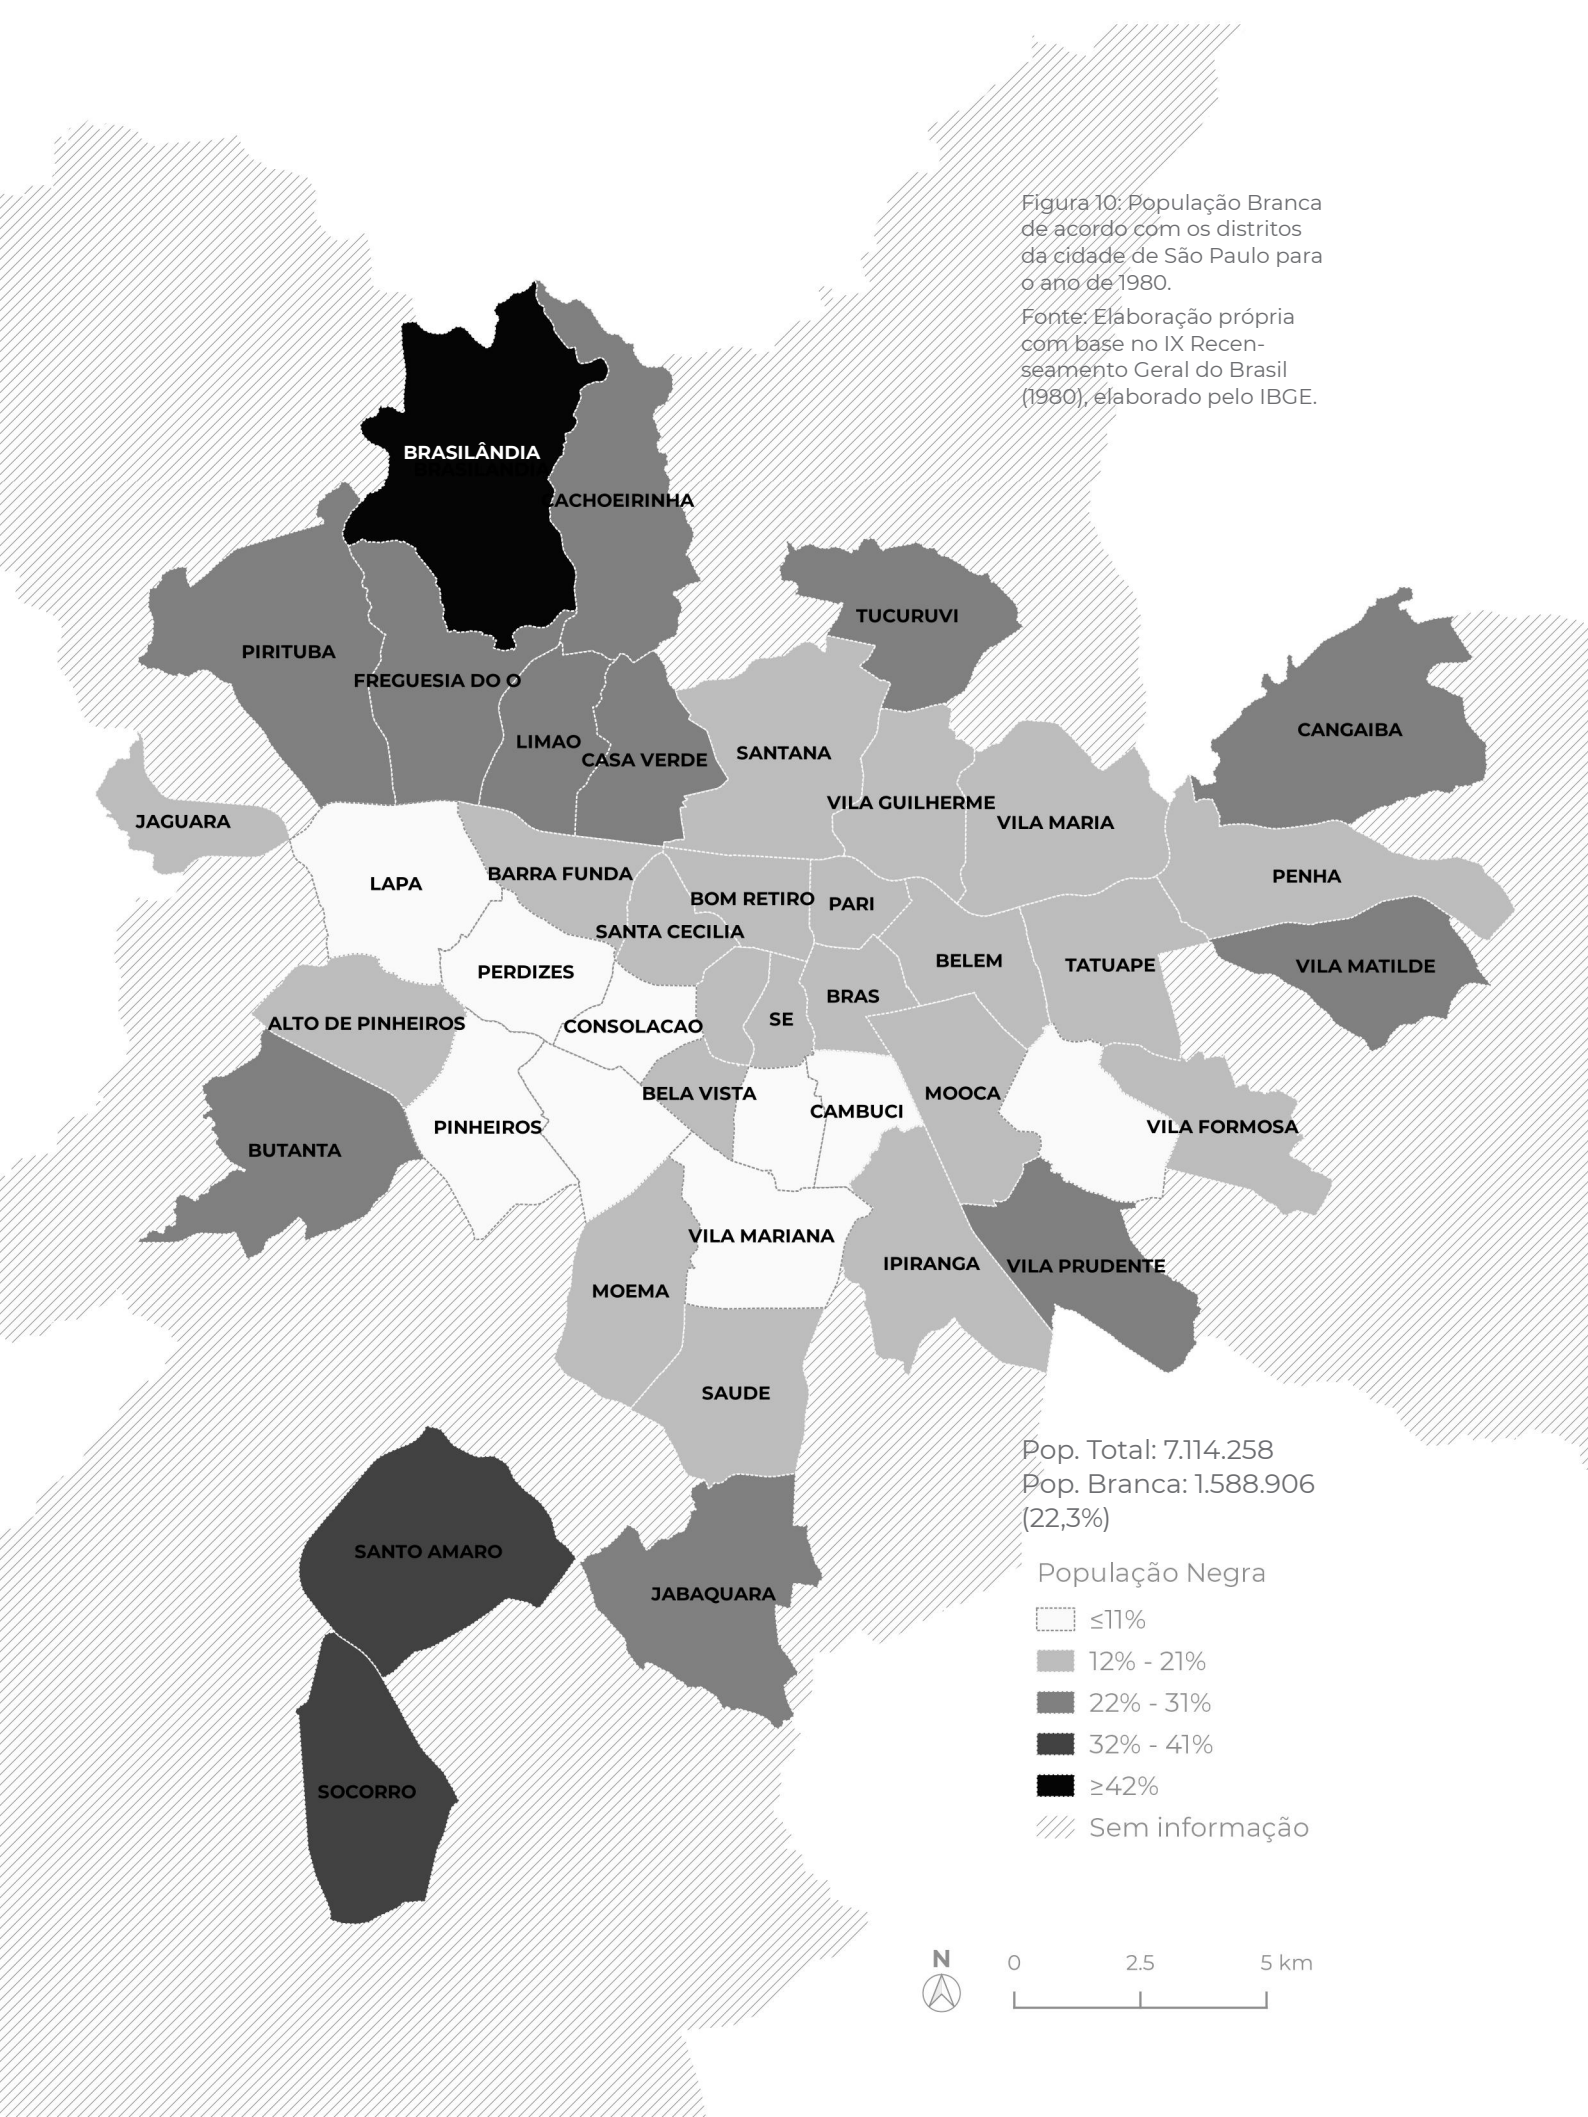 Figura 10: População Branca
de acordo com os distritos
da cidade de São Paulo para
o ano de 1980.
Fonte: Elaboração própria
com base no IX Recen-
seamento Geral do Brasil
(1980), elaborado pelo IBGE.
BRASILÂNDIA
BRASILANDIA
CACHOEIRINHA
TUCURUVI
PIRITUBA
FREGUESIA DO O
CANGAIBA
LIMAO
CASA VERDE
SANTANA
VILA GUILHERME
JAGUARA
VILA MARIA
LAPA
BARRA FUNDA
PENHA
BOM RETIRO
PARI
SANTA CECILIA
BELEM
TATUAPE
VILA MATILDE
PERDIZES
BRAS
SE
ALTO DE PINHEIROS
CONSOLACAO
BELA VISTA
MOOCA
CAMBUCI
PINHEIROS
VILA FORMOSA
BUTANTA
VILA MARIANA
IPIRANGA
VILA PRUDENTE
MOEMA
SAUDE
Pop. Total: 7.114.258
Pop. Branca: 1.588.906
(22,3%)
SANTO AMARO
JABAQUARA
SOCORRO
População Negra
≤11%
12% - 21%
22% - 31%
32% - 41%
≥42%
Sem informação
N
0 2.5 5 km